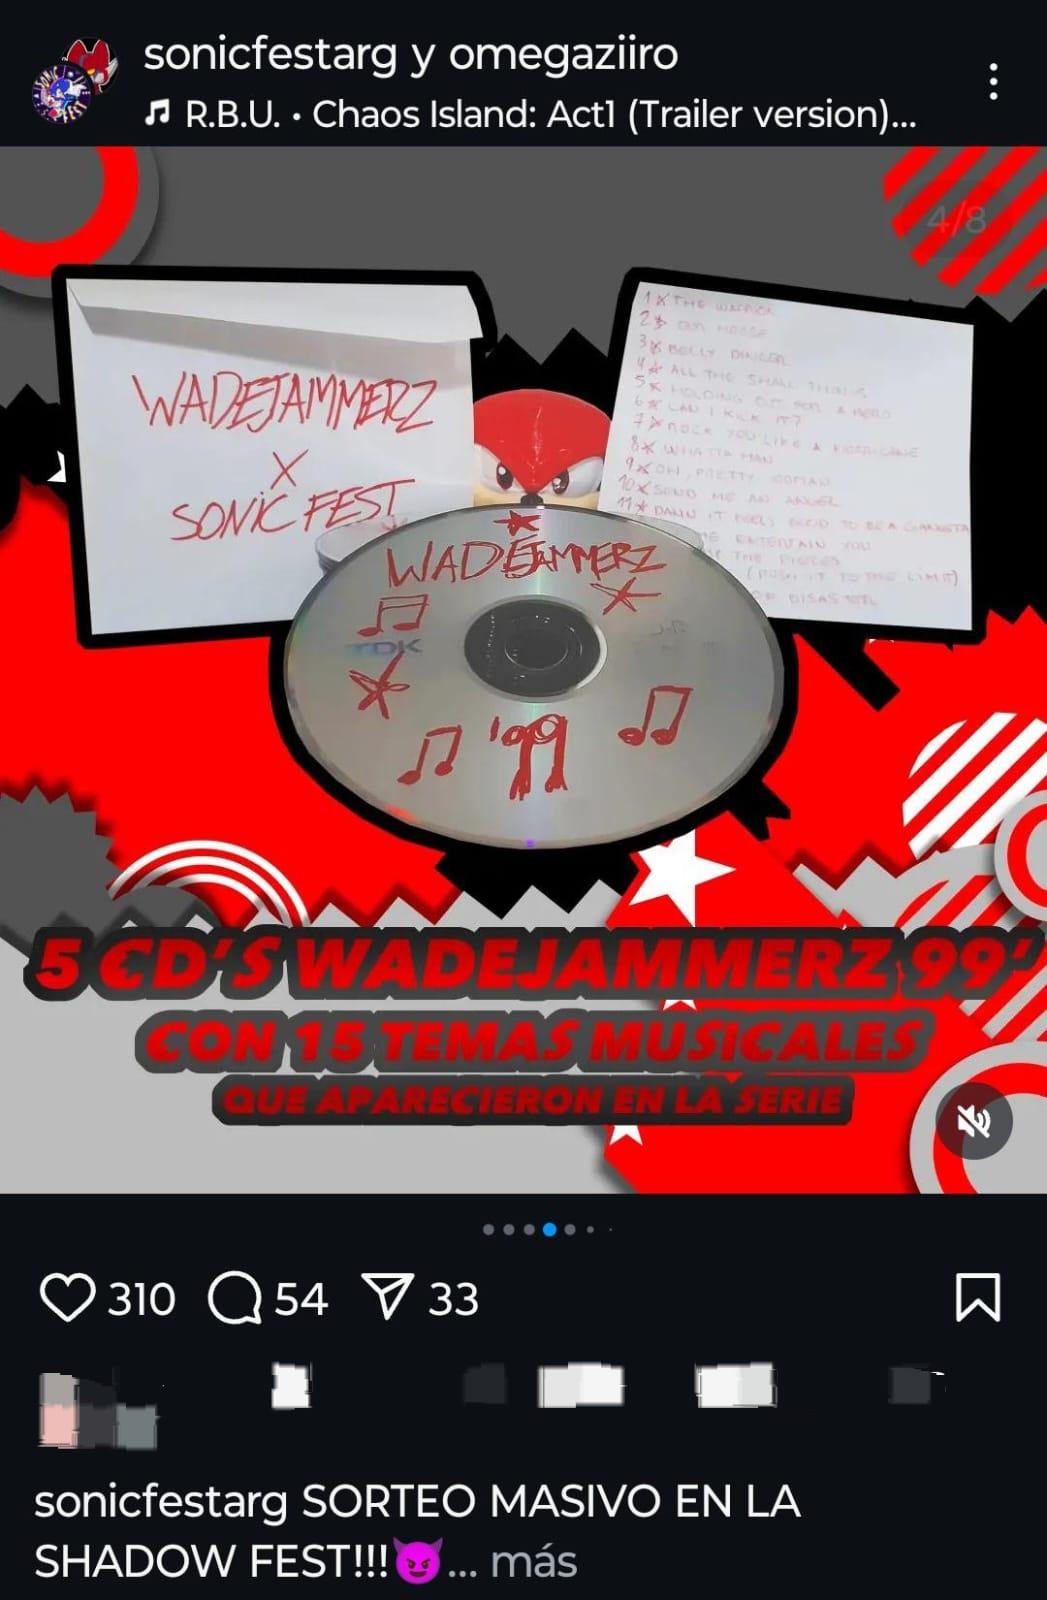 sonicfestarg y omegaziiro
R.B.U. • Chaos Island: Act1 (Trailer version)...
4/8
WADEJAMMERZ
X
SONIC FEST
1 THE WARRIOR
2 OUR HOUSE
3 BELLY DANCER
4 ALL THE SMALL THINGS
5 HOLDING OUT FOR A HERO
6 CAN I KICK IT?
7 ROCK YOU LIKE A HURRICANE
8 WHATTA MAN
9 OH, PRETTY WOMAN
10 SEND ME AN ANGEL
11 DAMN IT FEELS GOOD TO BE A GANGSTA
ENTERTAIN YOU
THE PIECES
(PUSH IT TO THE LIMIT)
OF DISASTER
WADEJAMMERZ
TDK
'99
5 CD'S WADEJAMMERZ 99'
CON 15 TEMAS MUSICALES
QUE APARECIERON EN LA SERIE
310 54 33
sonicfestarg SORTEO MASIVO EN LA
SHADOW FEST!!!😈... más